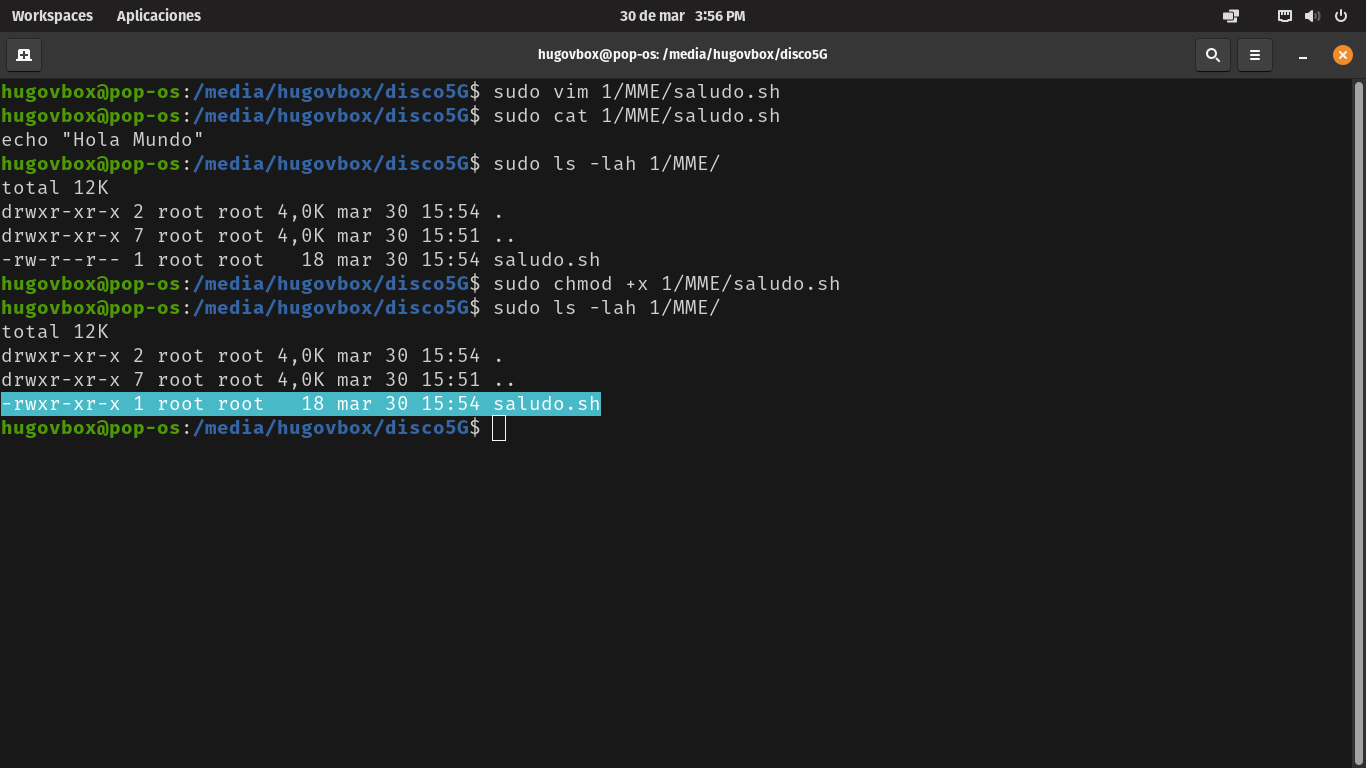 Workspaces Aplicaciones 30 de mar 3:56 PM
hugovbox@pop-os: /media/hugovbox/disco5G
hugovbox@pop-os:/media/hugovbox/disco5G$ sudo vim 1/MME/saludo.sh
hugovbox@pop-os:/media/hugovbox/disco5G$ sudo cat 1/MME/saludo.sh
echo "Hola Mundo"
hugovbox@pop-os:/media/hugovbox/disco5G$ sudo ls -lah 1/MME/
total 12K
drwxr-xr-x 2 root root 4,0K mar 30 15:54 .
drwxr-xr-x 7 root root 4,0K mar 30 15:51 ..
-rw-r--r-- 1 root root   18 mar 30 15:54 saludo.sh
hugovbox@pop-os:/media/hugovbox/disco5G$ sudo chmod +x 1/MME/saludo.sh
hugovbox@pop-os:/media/hugovbox/disco5G$ sudo ls -lah 1/MME/
total 12K
drwxr-xr-x 2 root root 4,0K mar 30 15:54 .
drwxr-xr-x 7 root root 4,0K mar 30 15:51 ..
-rwxr-xr-x 1 root root   18 mar 30 15:54 saludo.sh
hugovbox@pop-os:/media/hugovbox/disco5G$